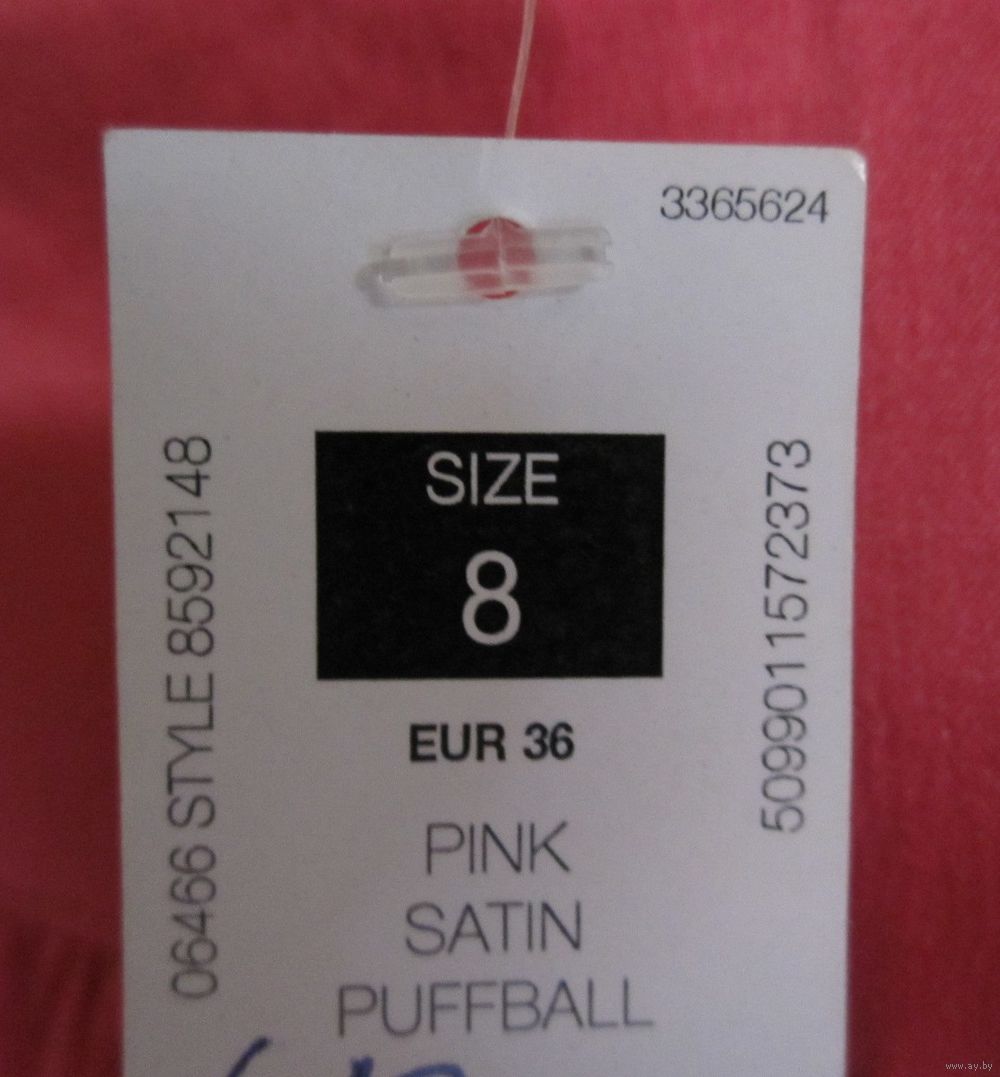 3365624
SIZE
8
EUR 36
PINK
SATIN
PUFFBALL
06466 STYLE 8592148
5099011572373
www.ay.by